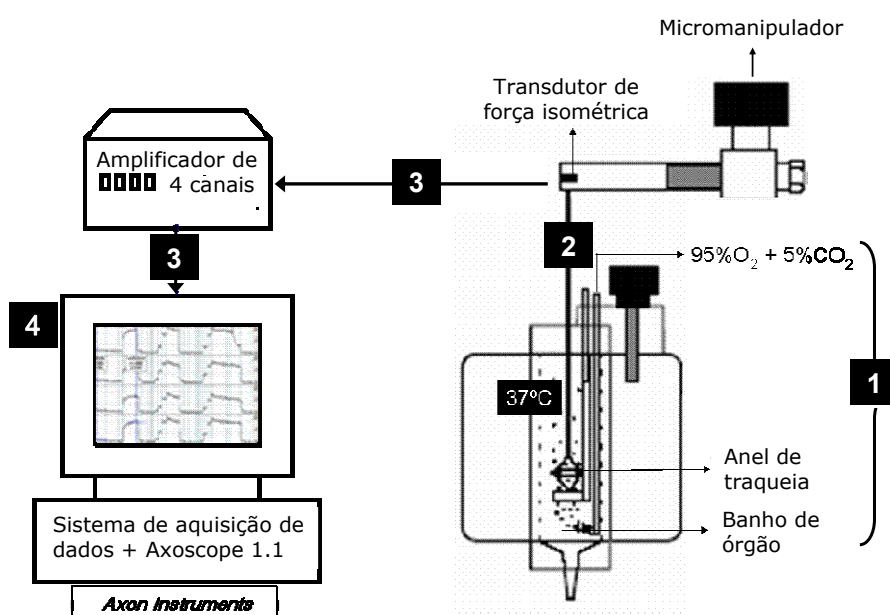 Micromanipulador
Transdutor de
força isométrica
Amplificador de
4 canais
3
2
95%O₂ + 5%CO₂
3
4
1
37ºC
Anel de
traqueia
Banho de
órgão
Sistema de aquisição de
dados + Axoscope 1.1
Axon Instruments